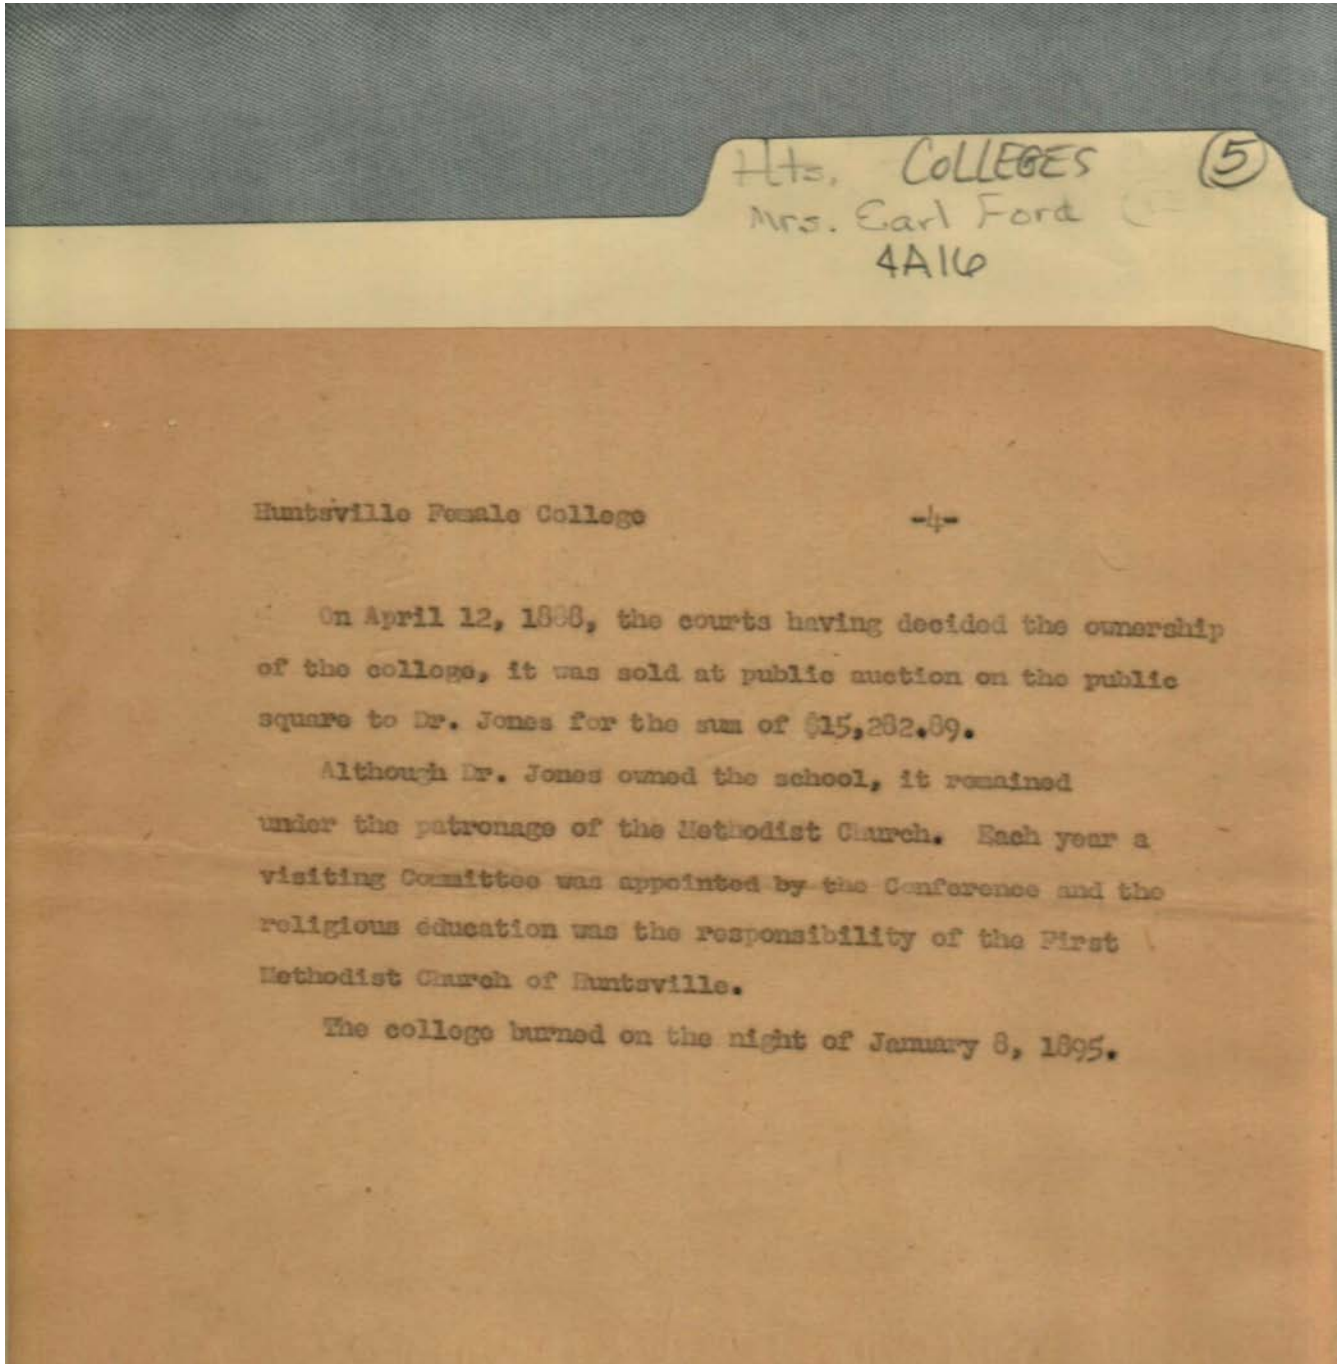 Hts. COLLEGES (5)
Mrs. Earl Ford
4A16
Huntsville Female College -4-
On April 12, 1888, the courts having decided the ownership
of the college, it was sold at public auction on the public
square to Dr. Jones for the sum of $15,282.89.
Although Dr. Jones owned the school, it remained
under the patronage of the Methodist Church. Each year a
visiting Committee was appointed by the Conference and the
religious education was the responsibility of the First
Methodist Church of Huntsville.
The college burned on the night of January 8, 1895.